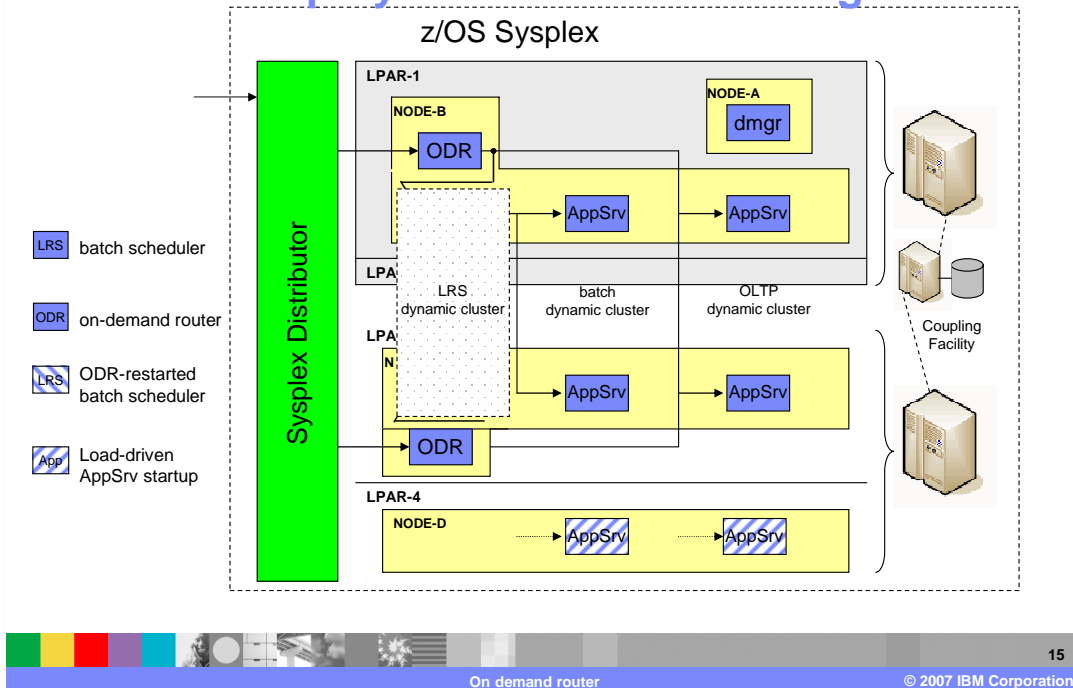 z/OS Sysplex
LPAR-1
NODE-B
NODE-A
ODR
dmgr
AppSrv
AppSrv
LPA
LRS
dynamic cluster
batch
dynamic cluster
OLTP
dynamic cluster
LPA
N
AppSrv
AppSrv
ODR
LPAR-4
NODE-D
AppSrv
AppSrv
Sysplex Distributor
Coupling
Facility
LRS batch scheduler
ODR on-demand router
LRS ODR-restarted
batch scheduler
App Load-driven
AppSrv startup
15
On demand router
© 2007 IBM Corporation